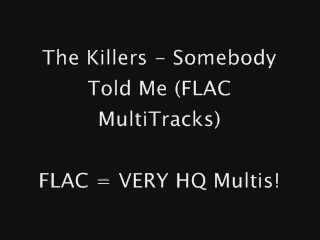 The Killers - Somebody
Told Me (FLAC
MultiTracks)
FLAC = VERY HQ Multis!